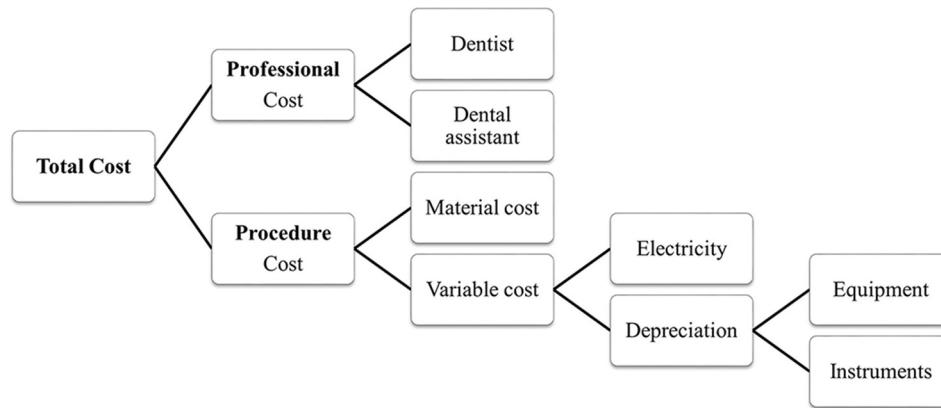 Total Cost
Professional
Cost
Dentist
Dental
assistant
Procedure
Cost
Material cost
Variable cost
Electricity
Depreciation
Equipment
Instruments